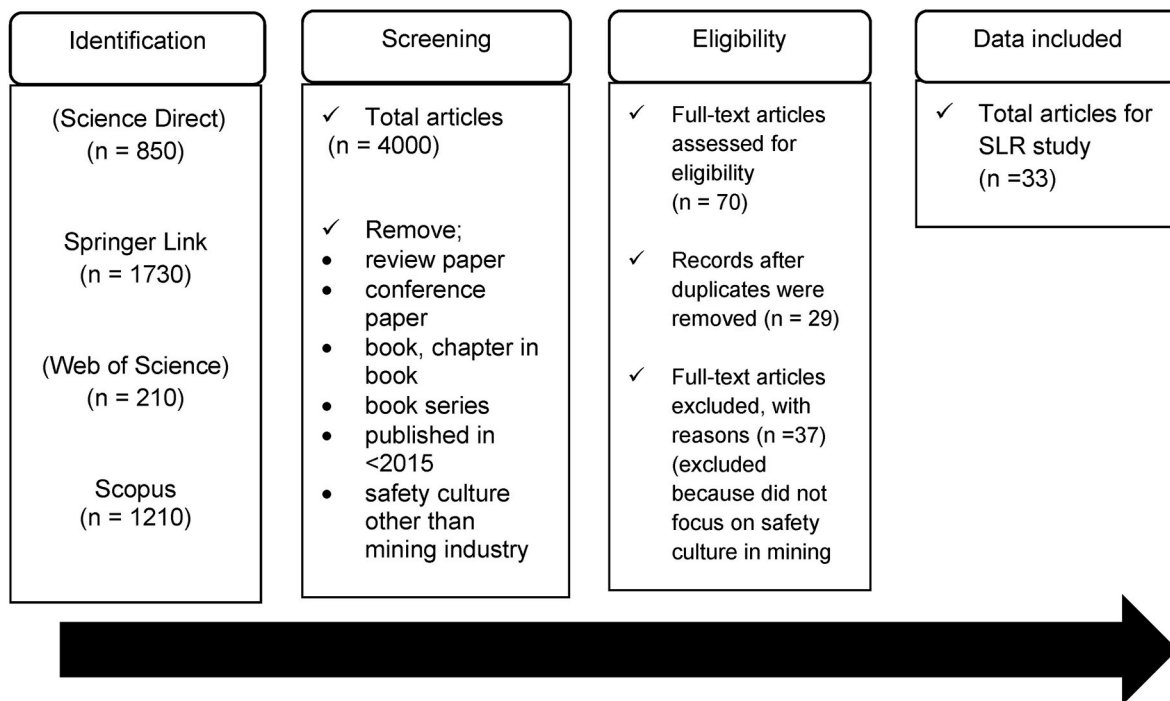 Identification
(Science Direct)
(n = 850)
Springer Link
(n = 1730)
(Web of Science)
(n = 210)
Scopus
(n = 1210)
Screening
✓ Total articles
(n = 4000)
✓ Remove;
• review paper
• conference
paper
• book, chapter in
book
• book series
• published in
<2015
• safety culture
other than
mining industry
Eligibility
✓ Full-text articles
assessed for
eligibility
(n = 70)
✓ Records after
duplicates were
removed (n = 29)
✓ Full-text articles
excluded, with
reasons (n =37)
(excluded
because did not
focus on safety
culture in mining
Data included
✓ Total articles for
SLR study
(n =33)